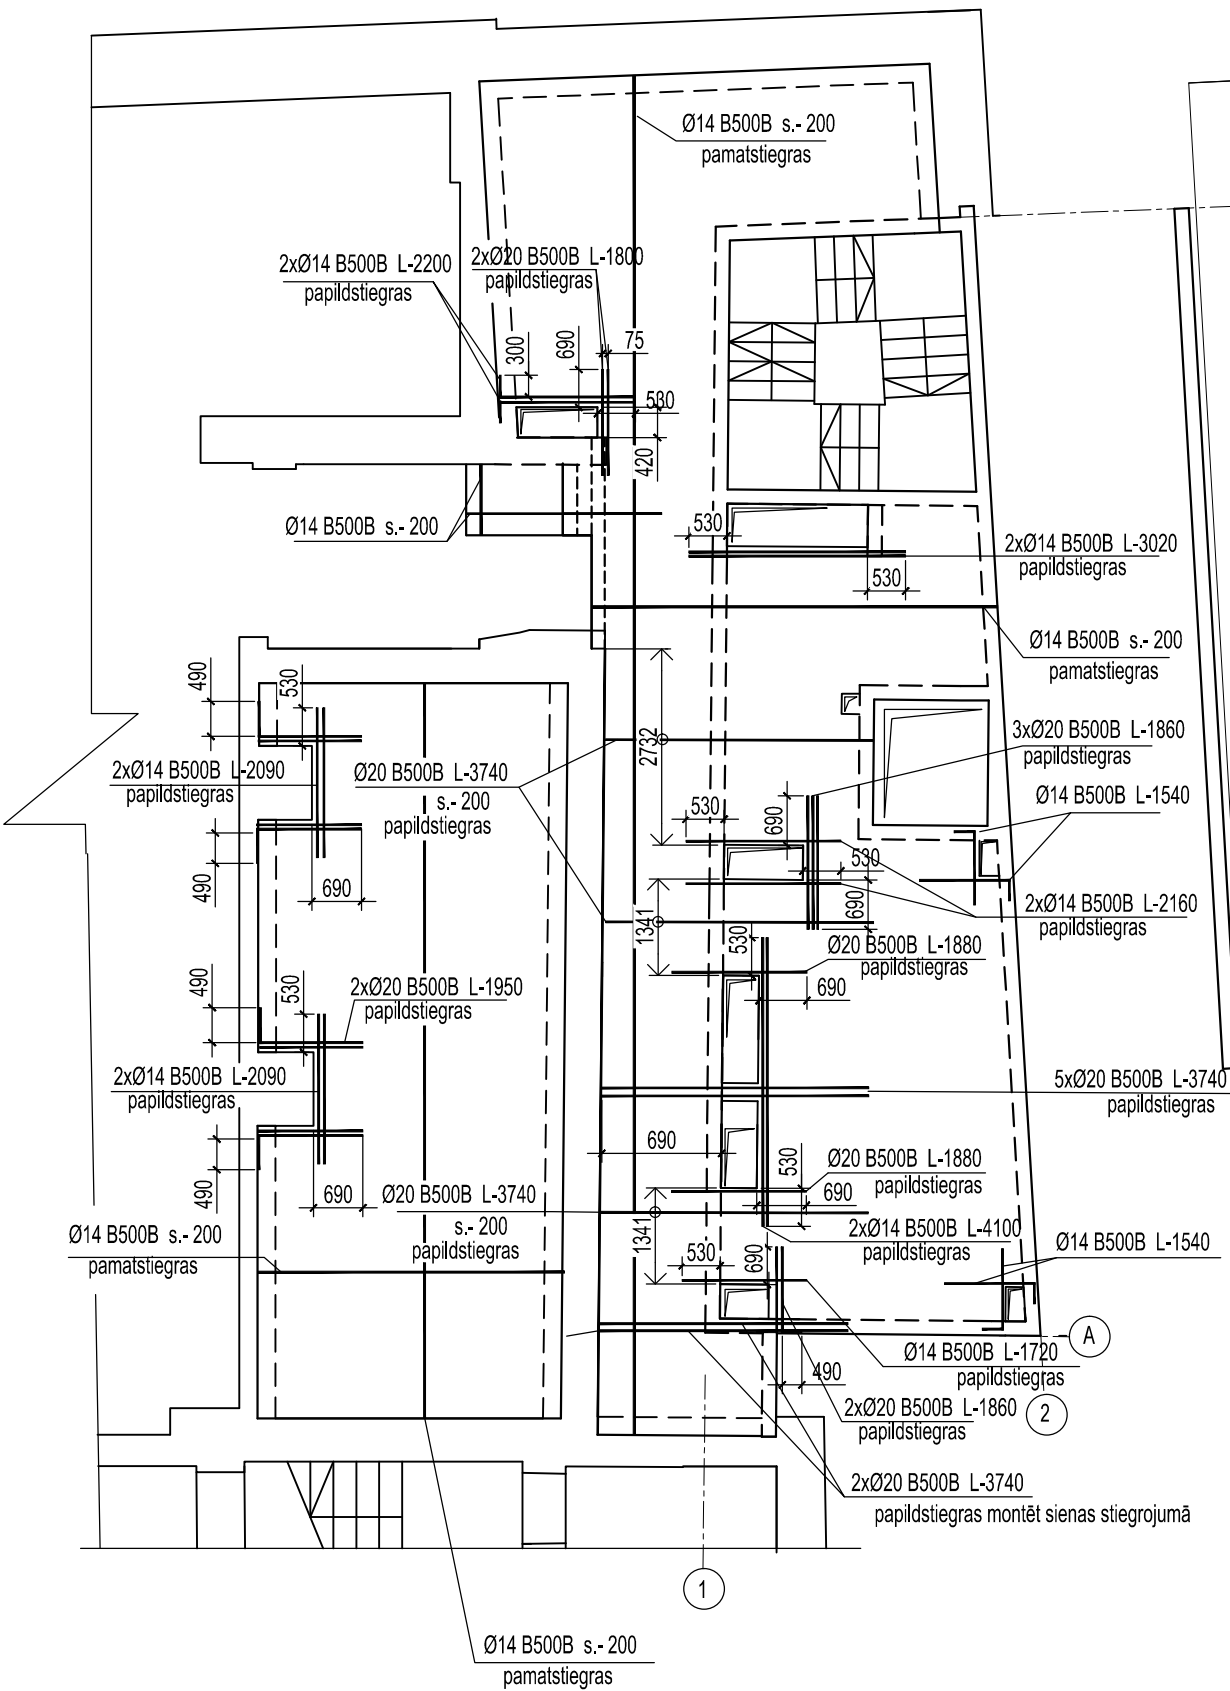 Ø14 B500B s.- 200
pamatstiegras
2xØ14 B500B L-2200
papildstiegras
2xØ20 B500B L-1800
papildstiegras
300
690
75
530
420
Ø14 B500B s.- 200
530
2xØ14 B500B L-3020
papildstiegras
530
Ø14 B500B s.- 200
pamatstiegras
490
530
2732
3xØ20 B500B L-1860
papildstiegras
2xØ14 B500B L-2090
papildstiegras
Ø20 B500B L-3740
s.- 200
papildstiegras
530
690
Ø14 B500B L-1540
530
490
690
690
2xØ14 B500B L-2160
papildstiegras
1341
530
Ø20 B500B L-1880
papildstiegras
690
490
530
2xØ20 B500B L-1950
papildstiegras
2xØ14 B500B L-2090
papildstiegras
5xØ20 B500B L-3740
papildstiegras
690
530
Ø20 B500B L-1880
papildstiegras
690
490
690
Ø20 B500B L-3740
s.- 200
papildstiegras
Ø14 B500B s.- 200
pamatstiegras
1341
2xØ14 B500B L-4100
papildstiegras
530
690
Ø14 B500B L-1540
A
Ø14 B500B L-1720
papildstiegras
490
2xØ20 B500B L-1860
papildstiegras
2
2xØ20 B500B L-3740
papildstiegras montēt sienas stiegrojumā
1
Ø14 B500B s.- 200
pamatstiegras